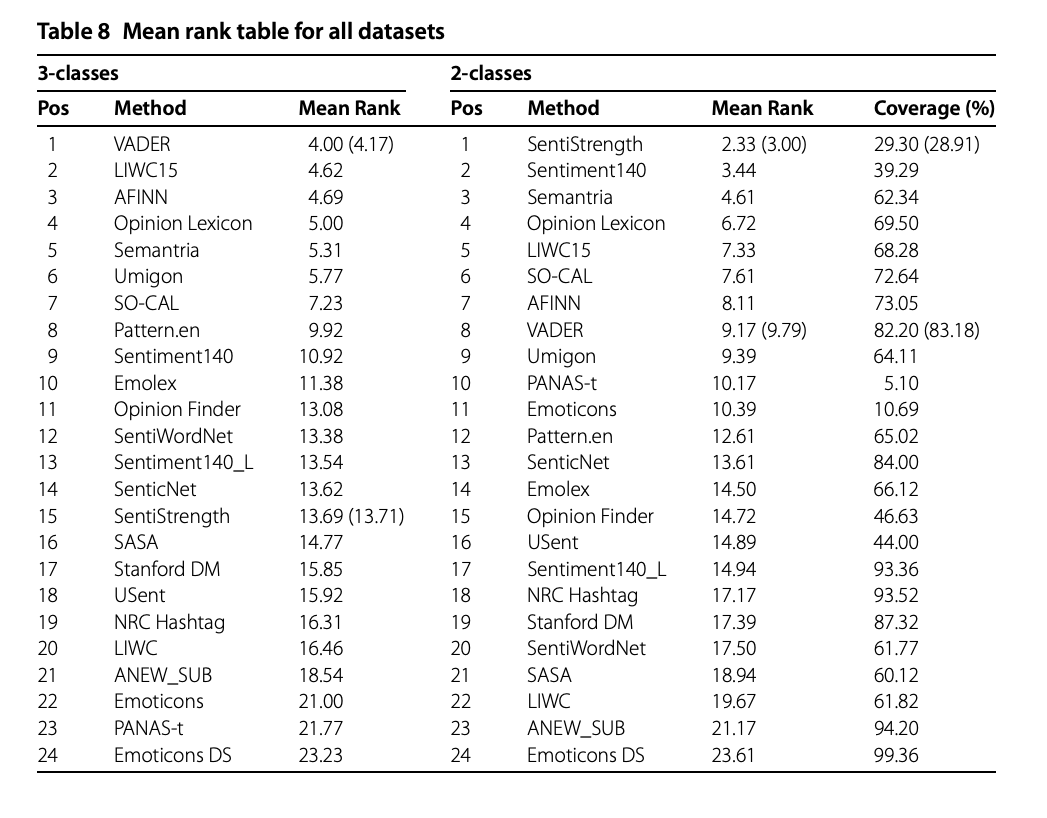 Table 8 Mean rank table for all datasets
3-classes 2-classes
Pos Method Mean Rank Pos Method Mean Rank Coverage (%)
1 VADER 4.00 (4.17) 1 SentiStrength 2.33 (3.00) 29.30 (28.91)
2 LIWC15 4.62 2 Sentiment140 3.44 39.29
3 AFINN 4.69 3 Semantria 4.61 62.34
4 Opinion Lexicon 5.00 4 Opinion Lexicon 6.72 69.50
5 Semantria 5.31 5 LIWC15 7.33 68.28
6 Umigon 5.77 6 SO-CAL 7.61 72.64
7 SO-CAL 7.23 7 AFINN 8.11 73.05
8 Pattern.en 9.92 8 VADER 9.17 (9.79) 82.20 (83.18)
9 Sentiment140 10.92 9 Umigon 9.39 64.11
10 Emolex 11.38 10 PANAS-t 10.17 5.10
11 Opinion Finder 13.08 11 Emoticons 10.39 10.69
12 SentiWordNet 13.38 12 Pattern.en 12.61 65.02
13 Sentiment140_L 13.54 13 SenticNet 13.61 84.00
14 SenticNet 13.62 14 Emolex 14.50 66.12
15 SentiStrength 13.69 (13.71) 15 Opinion Finder 14.72 46.63
16 SASA 14.77 16 USent 14.89 44.00
17 Stanford DM 15.85 17 Sentiment140_L 14.94 93.36
18 USent 15.92 18 NRC Hashtag 17.17 93.52
19 NRC Hashtag 16.31 19 Stanford DM 17.39 87.32
20 LIWC 16.46 20 SentiWordNet 17.50 61.77
21 ANEW_SUB 18.54 21 SASA 18.94 60.12
22 Emoticons 21.00 22 LIWC 19.67 61.82
23 PANAS-t 21.77 23 ANEW_SUB 21.17 94.20
24 Emoticons DS 23.23 24 Emoticons DS 23.61 99.36